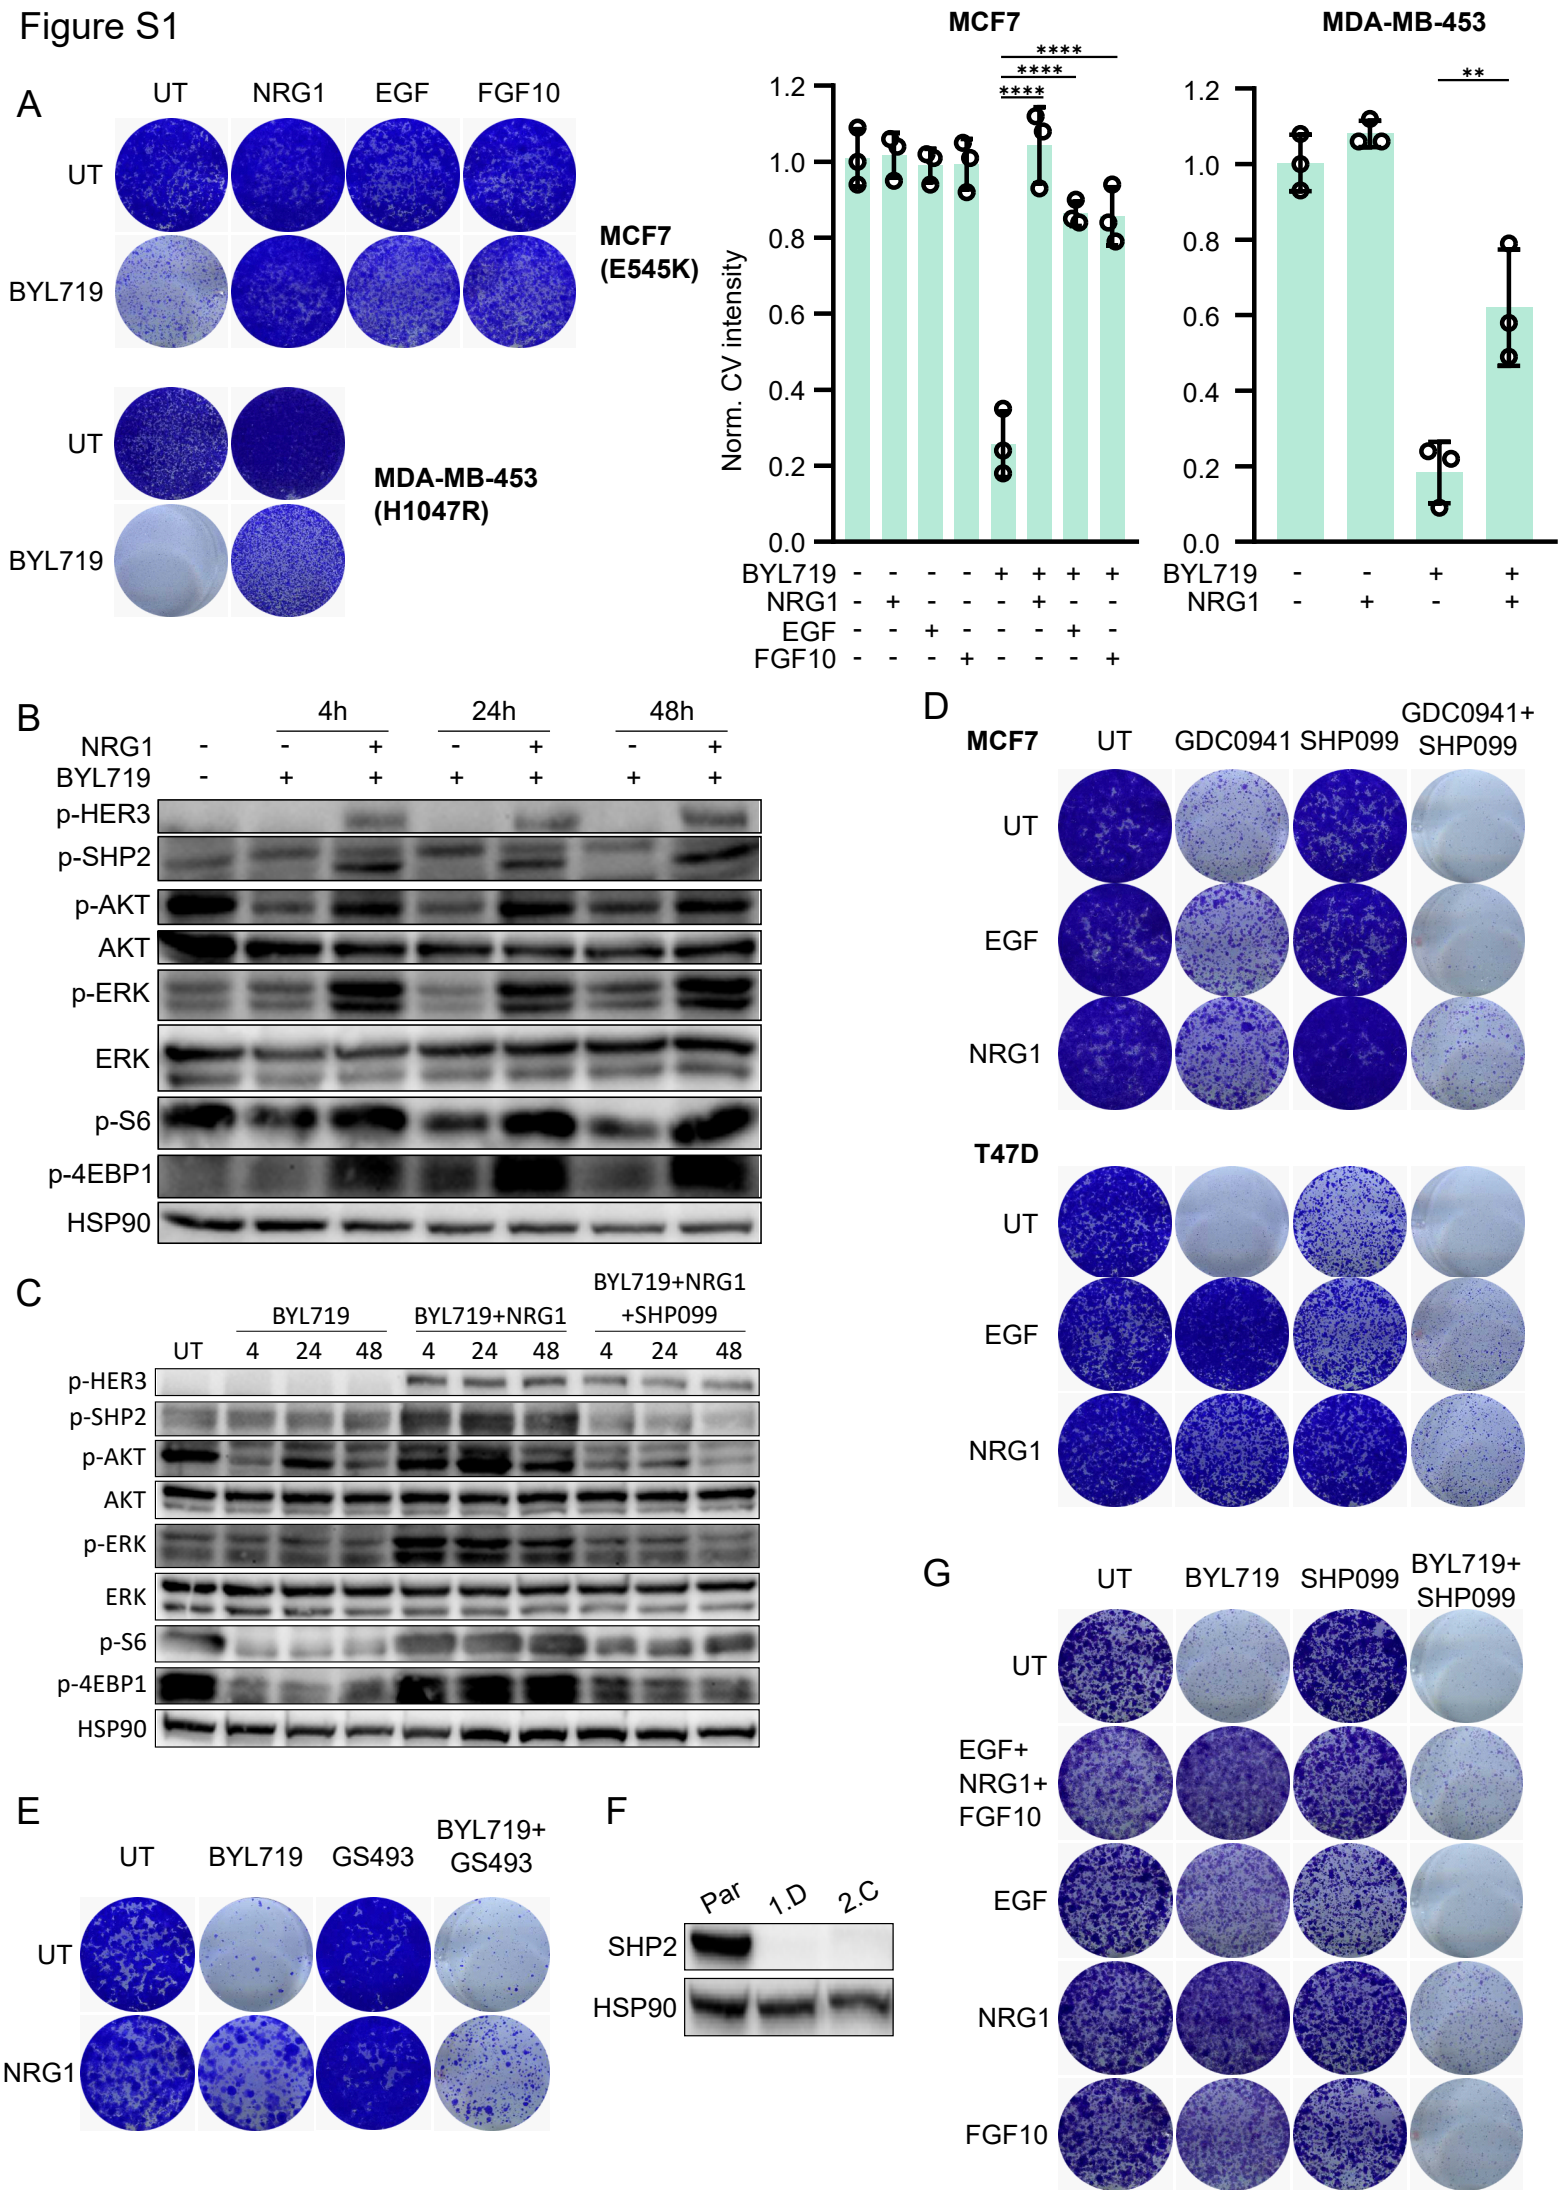 Figure S1
A
UT NRG1 EGF FGF10
UT
BYL719
MCF7
(E545K)
UT
BYL719
MDA-MB-453
(H1047R)
MCF7
****
****
****
Norm. CV intensity
1.2
1.0
0.8
0.6
0.4
0.2
0.0
BYL719 - - - - + + + +
NRG1 - + - - - + - -
EGF - - + - - - + -
FGF10 - - - + - - - +
MDA-MB-453
**
1.2
1.0
0.8
0.6
0.4
0.2
0.0
BYL719 - - + +
NRG1 - + - +
B
4h 24h 48h
NRG1 - - + - + - +
BYL719 - + + + + + +
p-HER3
p-SHP2
p-AKT
AKT
p-ERK
ERK
p-S6
p-4EBP1
HSP90
C
BYL719 BYL719+NRG1 BYL719+NRG1
+SHP099
UT 4 24 48 4 24 48 4 24 48
p-HER3
p-SHP2
p-AKT
AKT
p-ERK
ERK
p-S6
p-4EBP1
HSP90
D
MCF7 UT GDC0941 SHP099 GDC0941+
SHP099
UT
EGF
NRG1
T47D
UT
EGF
NRG1
E
UT BYL719 GS493 BYL719+
GS493
UT
NRG1
F
Par 1.D 2.C
SHP2
HSP90
G
UT BYL719 SHP099 BYL719+
SHP099
UT
EGF+
NRG1+
FGF10
EGF
NRG1
FGF10